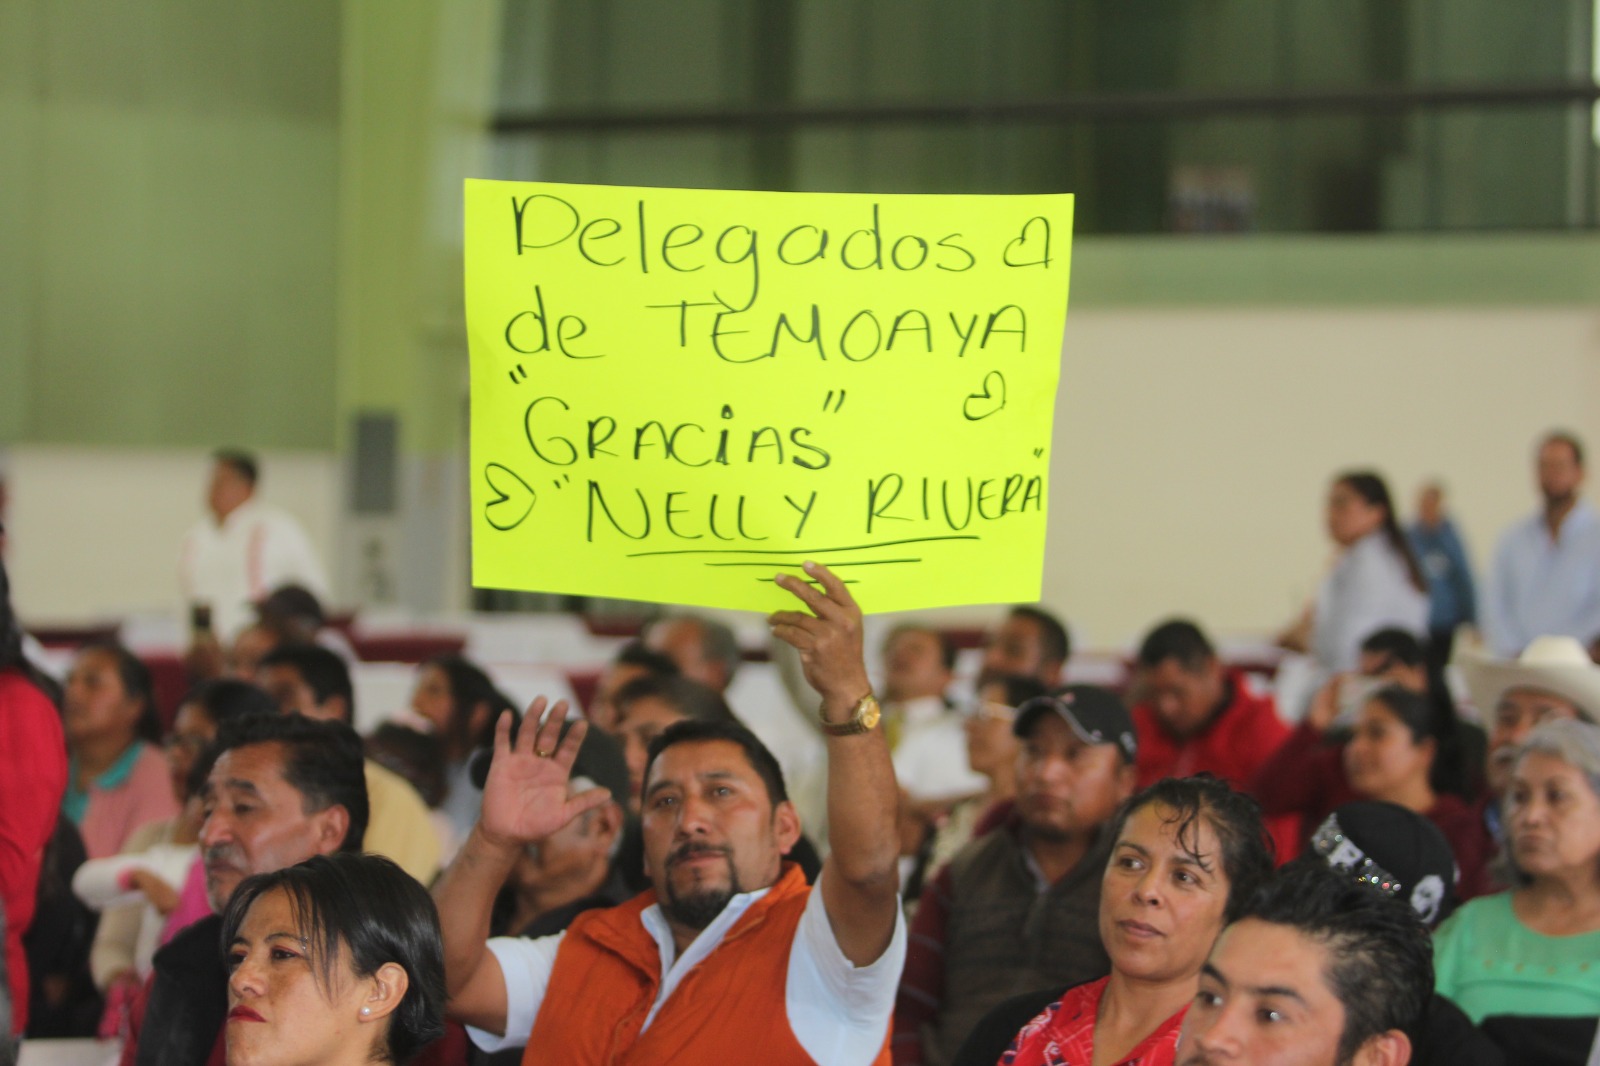 Delegados
de TEMOAYA
"GRACiAS"
"NELLY RIVERA"